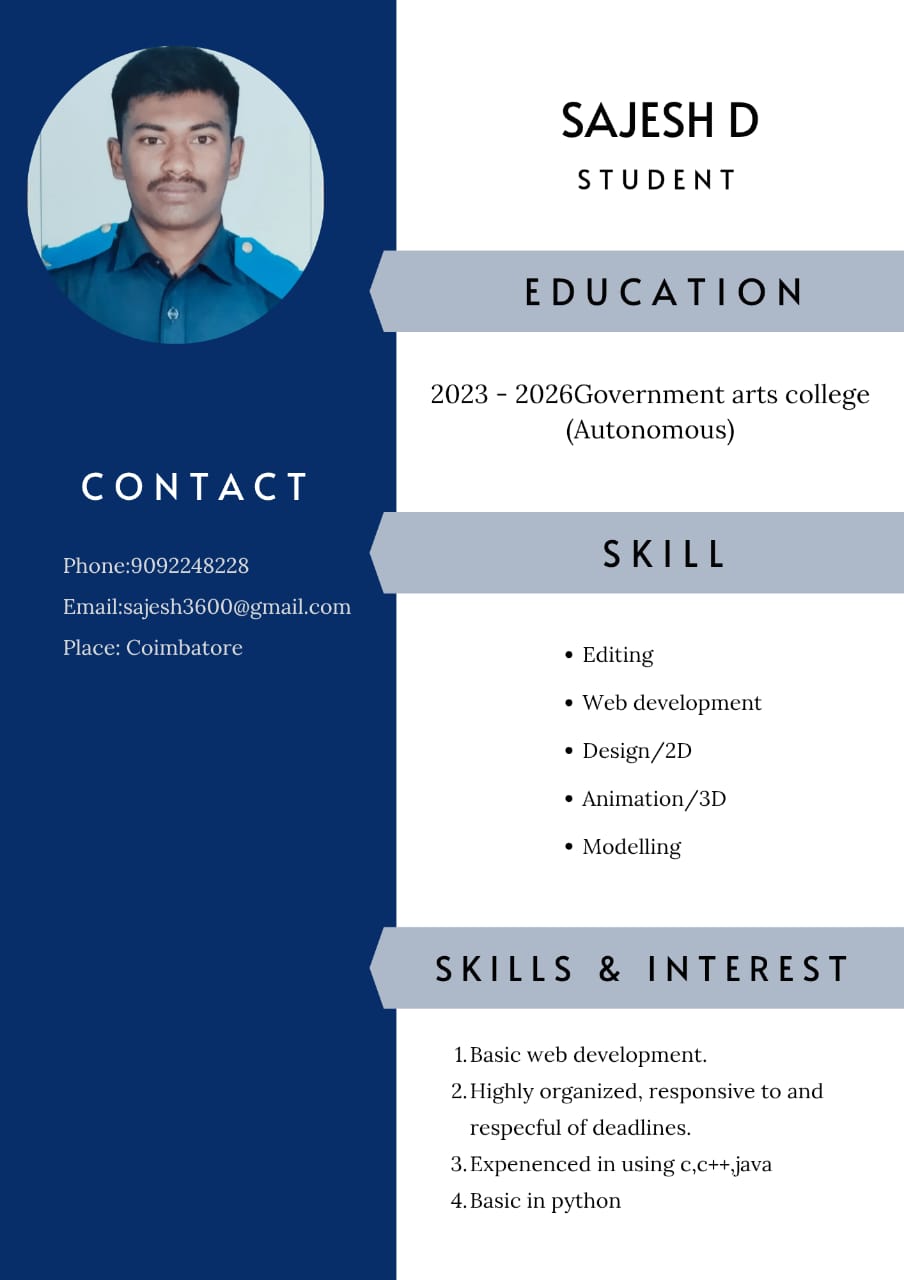 SAJESH D
STUDENT
EDUCATION
2023 - 2026Government arts college
(Autonomous)
CONTACT
Phone:9092248228
Email:sajesh3600@gmail.com
Place: Coimbatore
SKILL
• Editing
• Web development
• Design/2D
• Animation/3D
• Modelling
SKILLS & INTEREST
1. Basic web development.
2. Highly organized, responsive to and
respecful of deadlines.
3. Expenenced in using c,c++,java
4. Basic in python